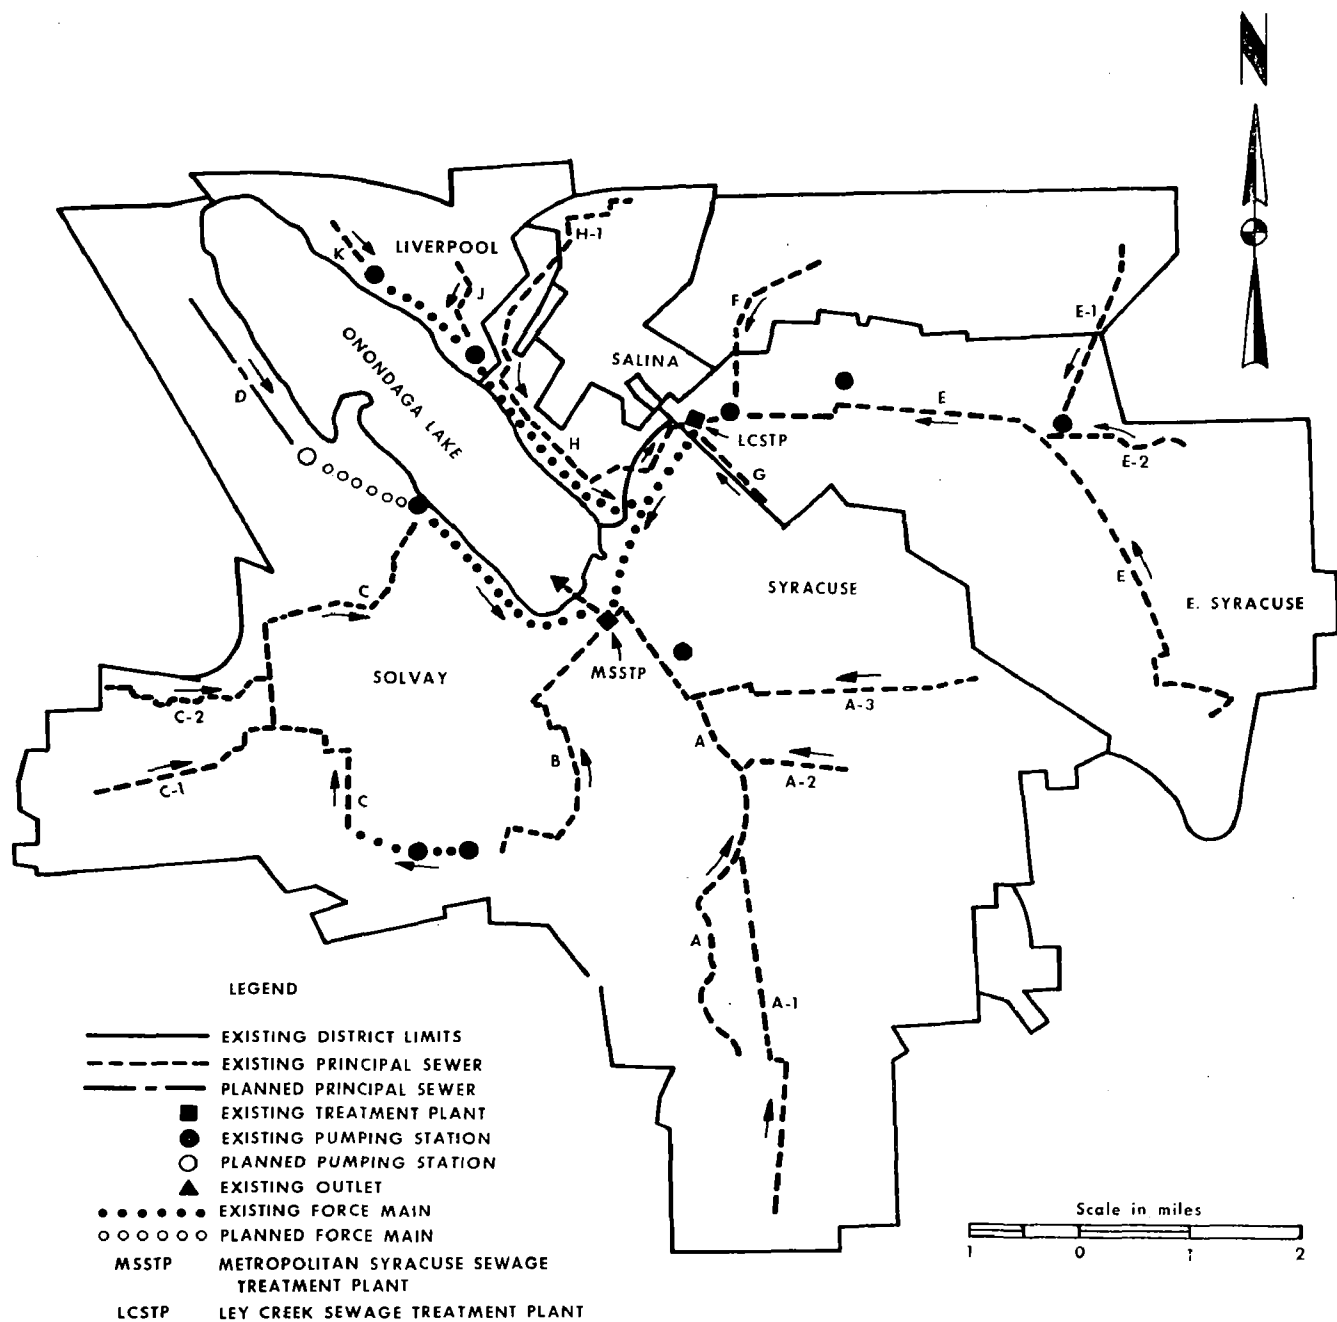 N
LIVERPOOL
H-1
K
J
F
E-1
ONONDAGA LAKE
SALINA
D
E
LCSTP
H
G
E-2
C
SYRACUSE
E
E. SYRACUSE
SOLVAY
MSSTP
C-2
A-3
A
B
A-2
C-1
C
A
A-1
LEGEND
EXISTING DISTRICT LIMITS
EXISTING PRINCIPAL SEWER
PLANNED PRINCIPAL SEWER
EXISTING TREATMENT PLANT
EXISTING PUMPING STATION
PLANNED PUMPING STATION
EXISTING OUTLET
EXISTING FORCE MAIN
PLANNED FORCE MAIN
MSSTP METROPOLITAN SYRACUSE SEWAGE
TREATMENT PLANT
LCSTP LEY CREEK SEWAGE TREATMENT PLANT
Scale in miles
1 0 1 2